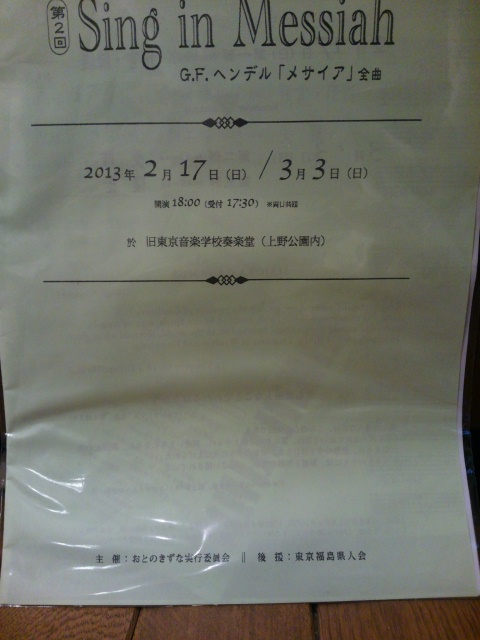 第2回 Sing in Messiah
G.F.ヘンデル「メサイア」全曲
2013年 2月 17日（日） / 3月 3日（日）
開演 18:00（受付 17:30） ※両日共通
於 旧東京音楽学校奏楽堂（上野公園内）
主 催：おとのきずな実行委員会 ‖ 後 援：東京福島県人会